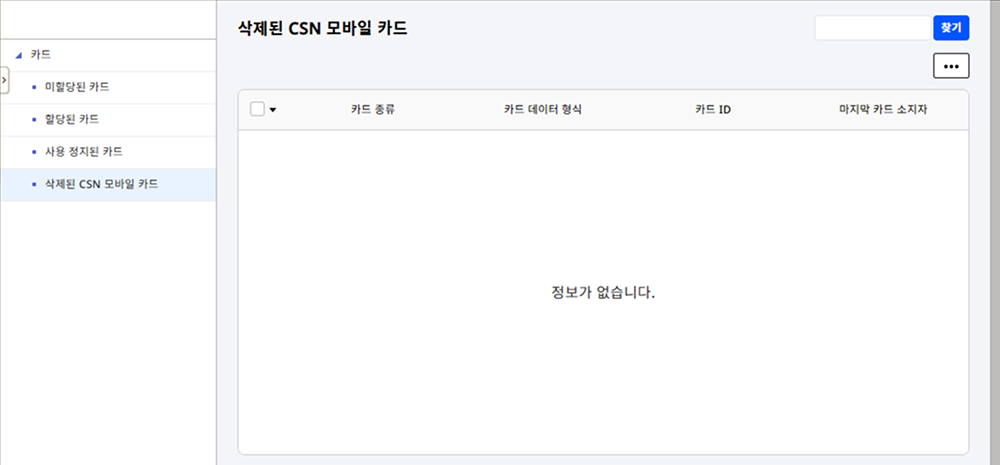 카드
미할당된 카드
할당된 카드
사용 정지된 카드
삭제된 CSN 모바일 카드
삭제된 CSN 모바일 카드
찾기
•••
카드 종류 카드 데이터 형식 카드 ID 마지막 카드 소지자
정보가 없습니다.